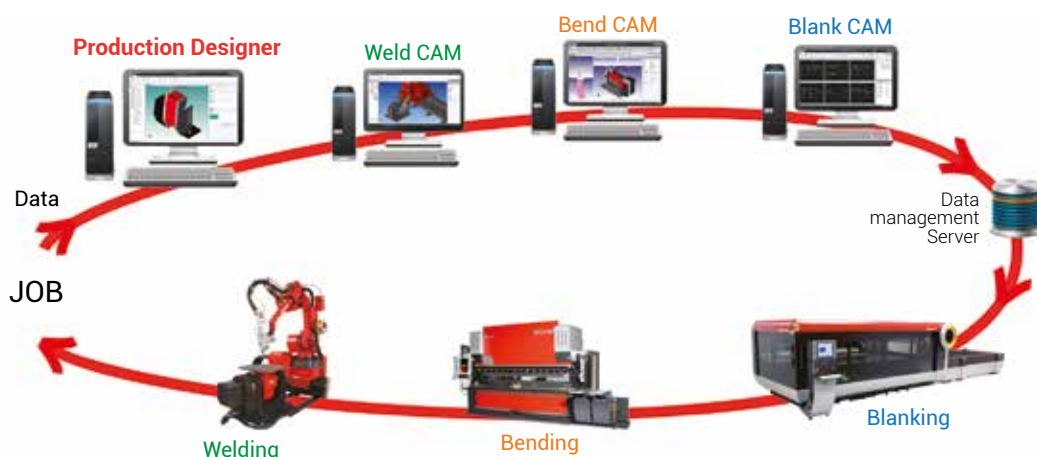 Production Designer
Weld CAM
Bend CAM
Blank CAM
Data
Data
management
Server
JOB
Welding
Bending
Blanking